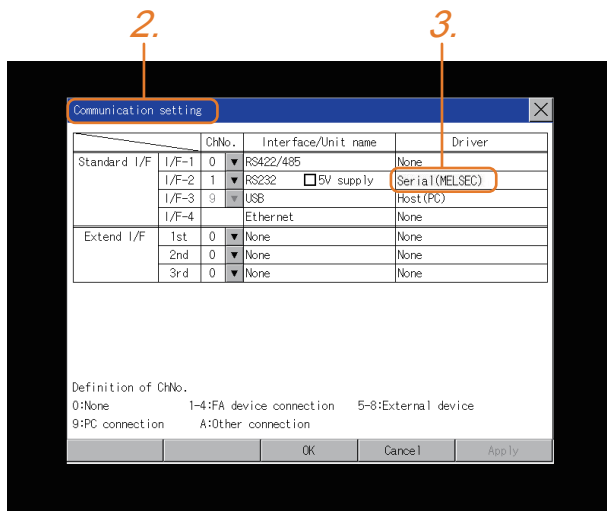 2. 3.
Communication setting
ChNo. Interface/Unit name Driver
Standard I/F I/F-1 0 ▼ RS422/485 None
I/F-2 1 ▼ RS232 □5V supply Serial(MELSEC)
I/F-3 9 ▼ USB Host(PC)
I/F-4 Ethernet None
Extend I/F 1st 0 ▼ None None
2nd 0 ▼ None None
3rd 0 ▼ None None
Definition of ChNo.
0:None 1-4:FA device connection 5-8:External device
9:PC connection A:Other connection
OK Cancel Apply